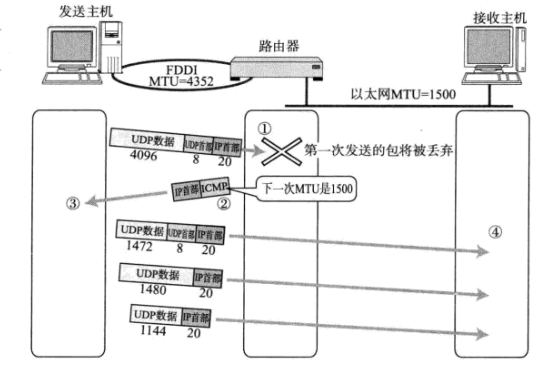 发送主机
接收主机
路由器
FDDI
MTU=4352
以太网MTU=1500
①
UDP数据 UDP首部 IP首部
4096 8 20
第一次发送的包将被丢弃
③
IP首部 ICMP
②
下一次MTU是1500
④
UDP数据 UDP首部 IP首部
1472 8 20
UDP数据 IP首部
1480 20
UDP数据 IP首部
1144 20